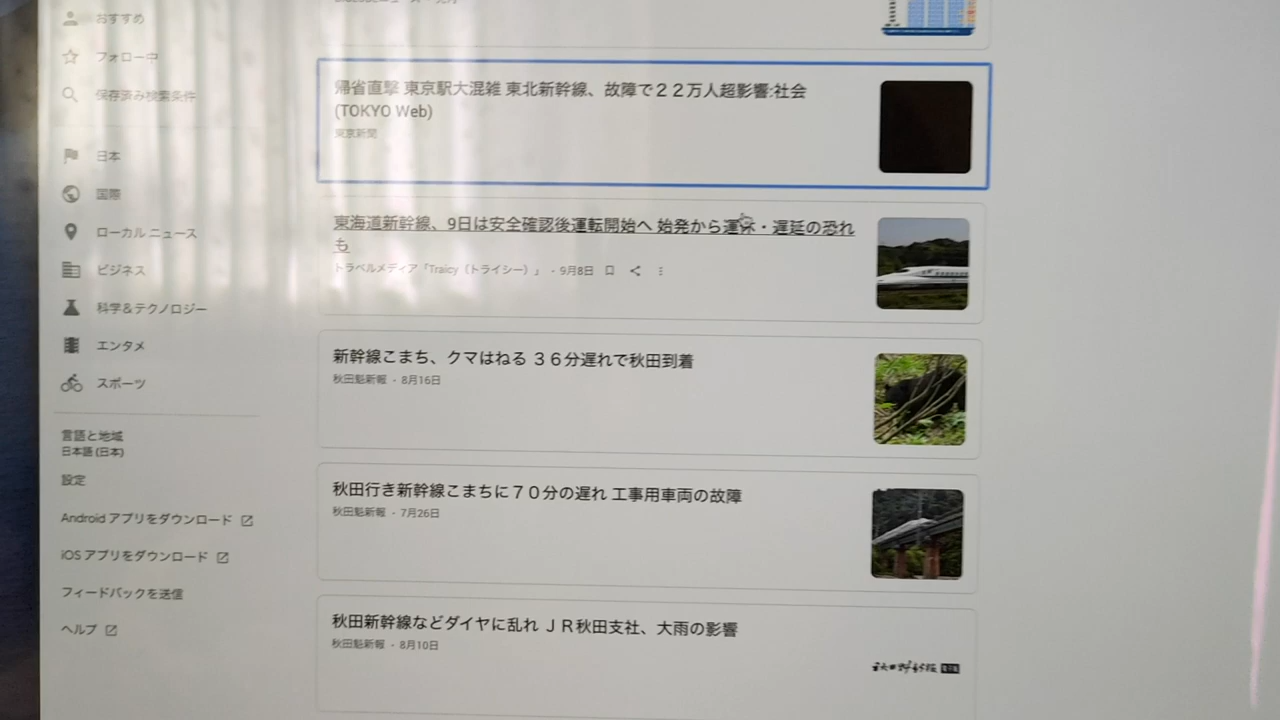 おすすめ
フォロー中
保存済み検索条件
日本
国際
ローカル ニュース
ビジネス
科学&テクノロジー
エンタメ
スポーツ
言語と地域
日本語 (日本)
設定
Android アプリをダウンロード
iOS アプリをダウンロード
フィードバックを送信
ヘルプ
帰省直撃 東京駅大混雑 東北新幹線、故障で２２万人超影響:社会
(TOKYO Web)
東京新聞
東海道新幹線、9日は安全確認後運転開始へ 始発から運休・遅延の恐れ
も
トラベルメディア「Traicy（トライシー）」・9月8日
新幹線こまち、クマはねる ３６分遅れで秋田到着
秋田魁新報・8月16日
秋田行き新幹線こまちに７０分の遅れ 工事用車両の故障
秋田魁新報・7月26日
秋田新幹線などダイヤに乱れ ＪＲ秋田支社、大雨の影響
秋田魁新報・8月10日
秋田魁新報